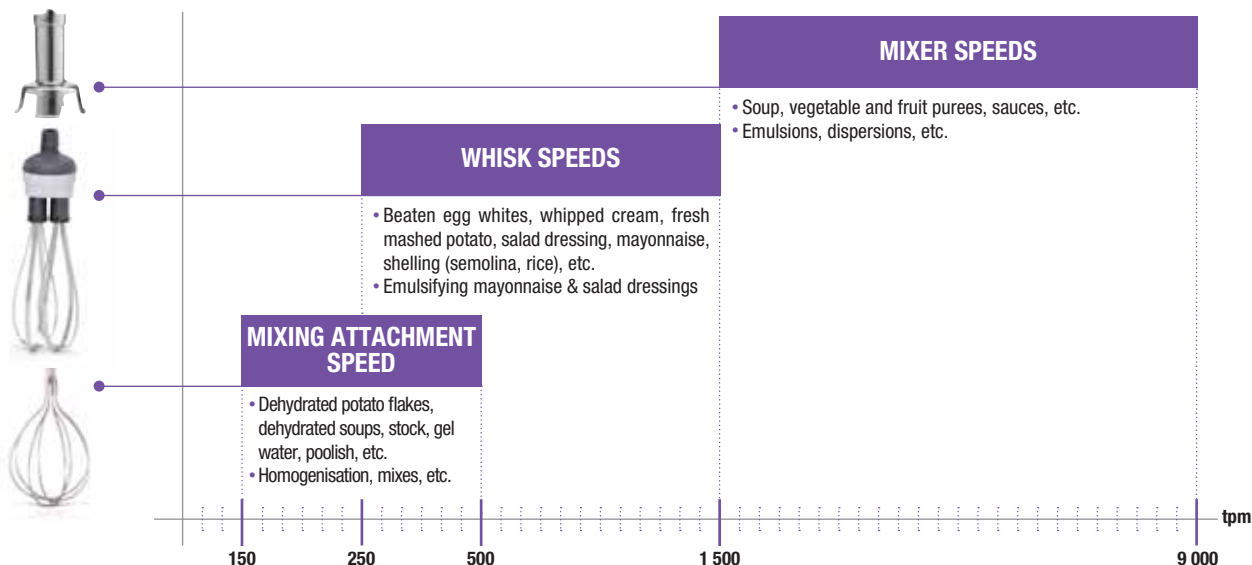 MIXER SPEEDS
• Soup, vegetable and fruit purees, sauces, etc.
• Emulsions, dispersions, etc.
WHISK SPEEDS
• Beaten egg whites, whipped cream, fresh
mashed potato, salad dressing, mayonnaise,
shelling (semolina, rice), etc.
• Emulsifying mayonnaise & salad dressings
MIXING ATTACHMENT
SPEED
• Dehydrated potato flakes,
dehydrated soups, stock, gel
water, poolish, etc.
• Homogenisation, mixes, etc.
tpm
150 250 500 1 500 9 000